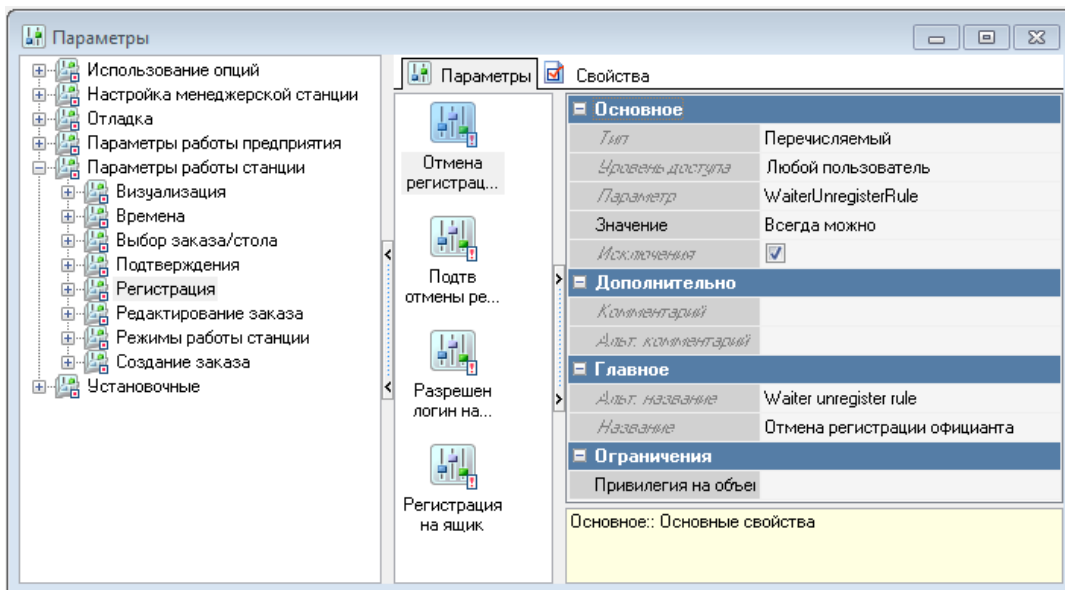 Параметры
Использование опций
Настройка менеджерской станции
Отладка
Параметры работы предприятия
Параметры работы станции
Визуализация
Времена
Выбор заказа/стола
Подтверждения
Регистрация
Редактирование заказа
Режимы работы станции
Создание заказа
Установочные
Параметры
Свойства
Отмена
регистрац...
Подтв
отмены ре...
Разрешен
логин на...
Регистрация
на ящик
Основное
Тип Перечисляемый
Уровень доступа Любой пользователь
Параметр WaiterUnregisterRule
Значение Всегда можно
Исключения
Дополнительно
Комментарий
Альт. комментарий
Главное
Альт. название Waiter unregister rule
Название Отмена регистрации официанта
Ограничения
Привилегия на объек
Основное:: Основные свойства